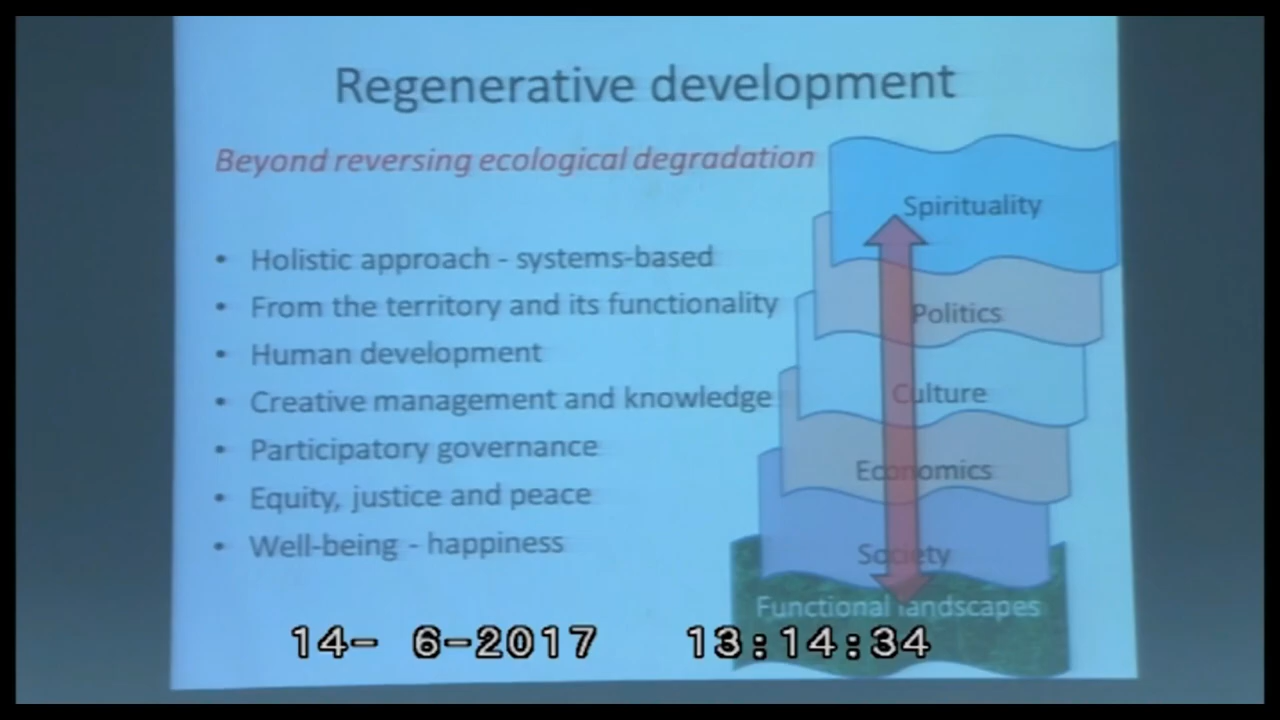 Regenerative development
Beyond reversing ecological degradation
• Holistic approach - systems-based
• From the territory and its functionality
• Human development
• Creative management and knowledge
• Participatory governance
• Equity, justice and peace
• Well-being - happiness
Spirituality
Politics
Culture
Economics
Society
Functional landscapes
14- 6-2017 13:14:34